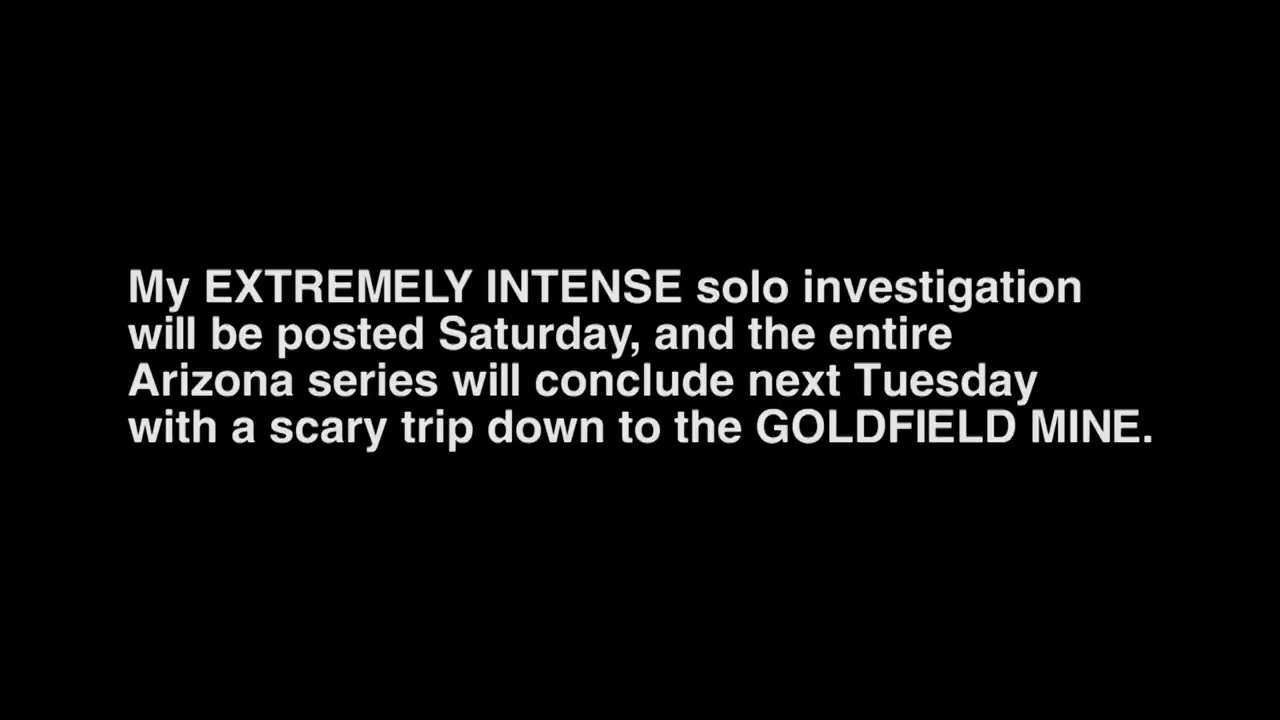 My EXTREMELY INTENSE solo investigation
will be posted Saturday, and the entire
Arizona series will conclude next Tuesday
with a scary trip down to the GOLDFIELD MINE.